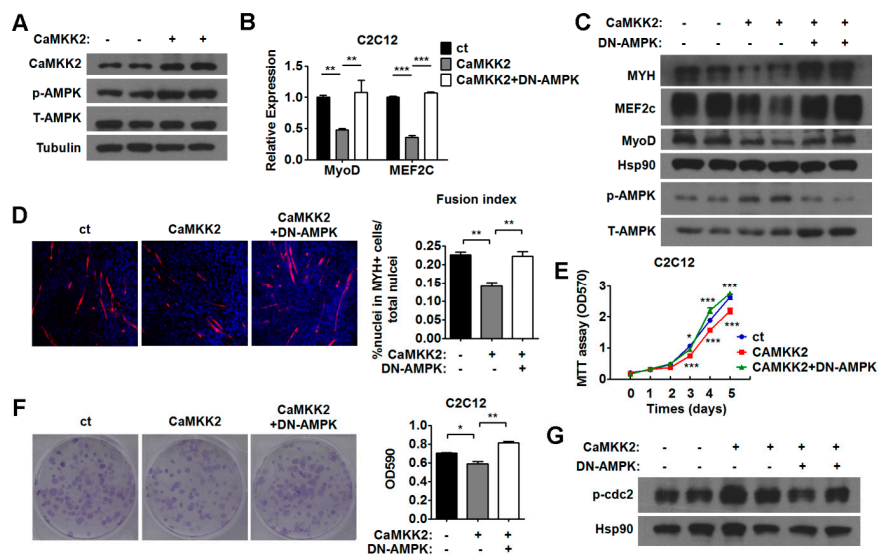 A
CaMKK2: - - + +
CaMKK2
p-AMPK
T-AMPK
Tubulin
B
C2C12
Relative Expression
1.5
1.0
0.5
0.0
MyoD MEF2C
** ** *** ***
ct
CaMKK2
CaMKK2+DN-AMPK
C
CaMKK2: - - + + + +
DN-AMPK: + +
MYH
MEF2c
MyoD
Hsp90
p-AMPK
T-AMPK
D
ct CaMKK2 CaMKK2
+DN-AMPK
Fusion index
%nuclei in MYH+ cells/
total nulcei
0.25
0.20
0.15
0.10
0.05
0.00
** **
CaMKK2: - + +
DN-AMPK: - - +
E
C2C12
MTT assay (OD570)
3
2
1
0
0 1 2 3 4 5
Times (days)
* *** ***
*** *** ***
ct
CAMKK2
CAMKK2+DN-AMPK
F
ct CaMKK2 CaMKK2
+DN-AMPK
C2C12
OD590
1.0
0.8
0.6
0.4
0.2
0.0
* **
CaMKK2: - + +
DN-AMPK: - - +
G
CaMKK2: - - + + + +
DN-AMPK: - - - - + +
p-cdc2
Hsp90